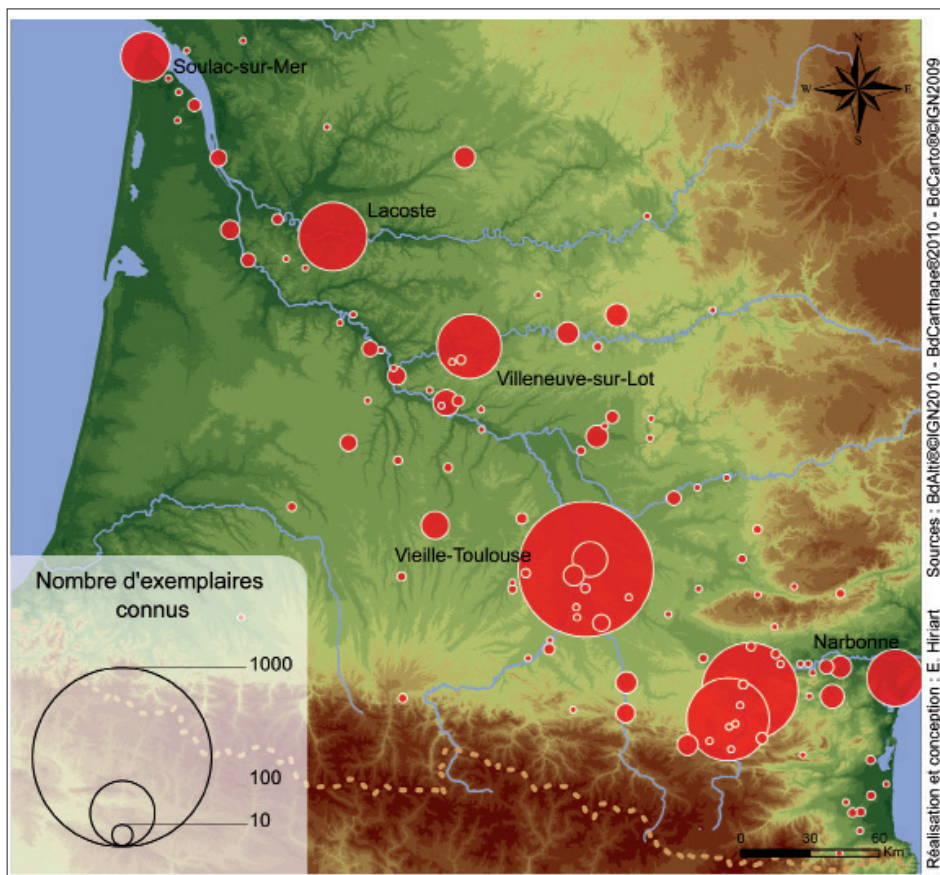 N
W
E
S
Soulac-sur-Mer
Lacoste
Villeneuve-sur-Lot
Vieille-Toulouse
Narbonne
Nombre d'exemplaires
connus
1000
100
10
0
30
60
Km
Réalisation et conception : E. Hiriart Sources : BdAlti®©IGN2010 - BdCarthage®2010 - BdCarto®©IGN2009